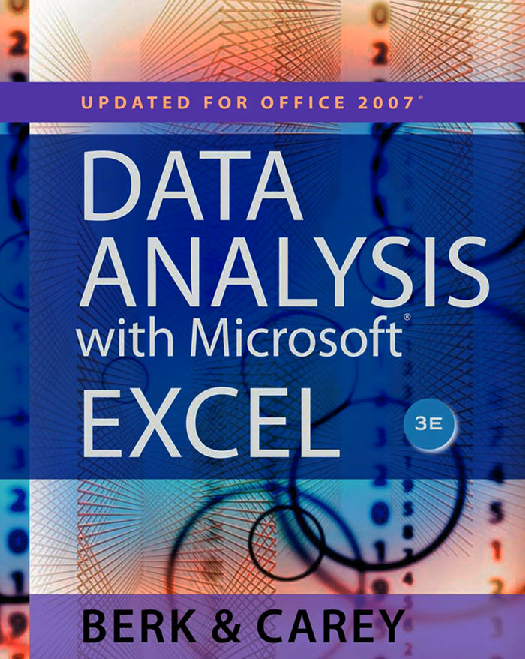 UPDATED FOR OFFICE 2007®
DATA
ANALYSIS
with Microsoft®
EXCEL
3E
BERK & CAREY